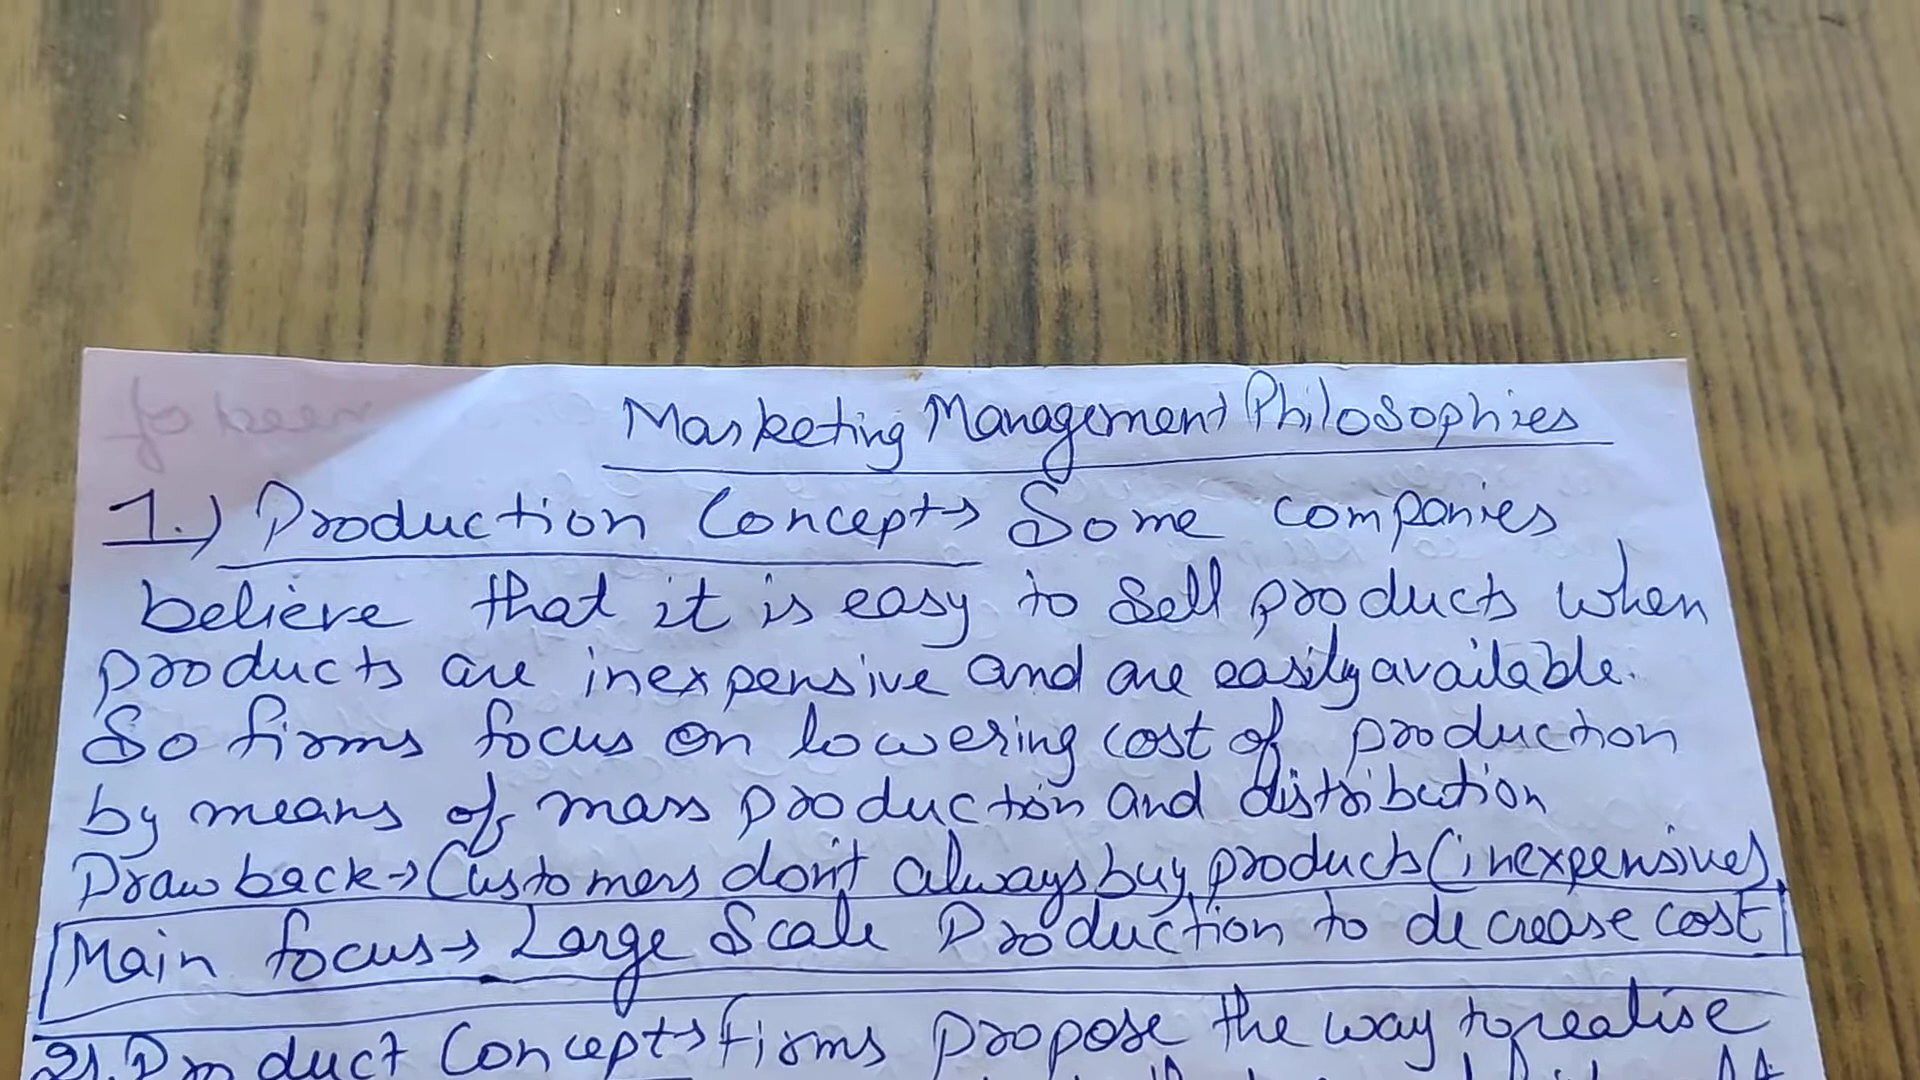 Marketing Management Philosophies
1.) Production Concept→ Some companies
believe that it is easy to sell products when
products are inexpensive and are easily available.
So firms focus on lowering cost of production
by means of mass production and distribution
Drawback→ Customers don't always buy products (inexpensive).
Main focus→ Large Scale Production to decrease cost
2). Product Concept→ firms propose the way to realise